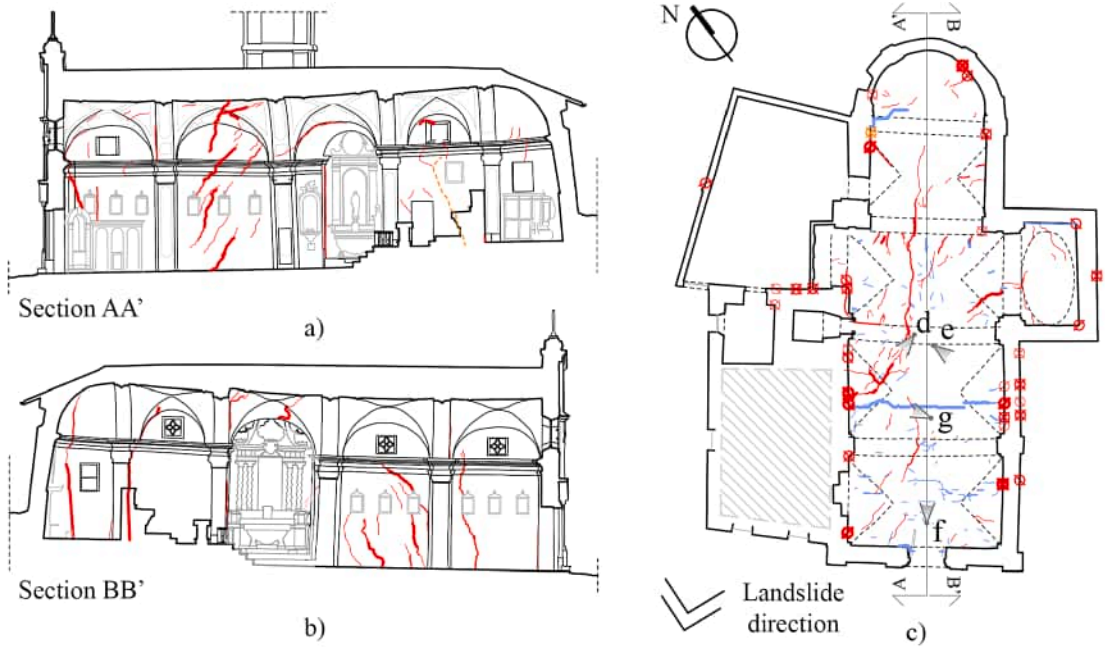 Section AA’
a)
Section BB’
b)
N
A’
B
d
e
g
f
A
B’
Landslide
direction
c)